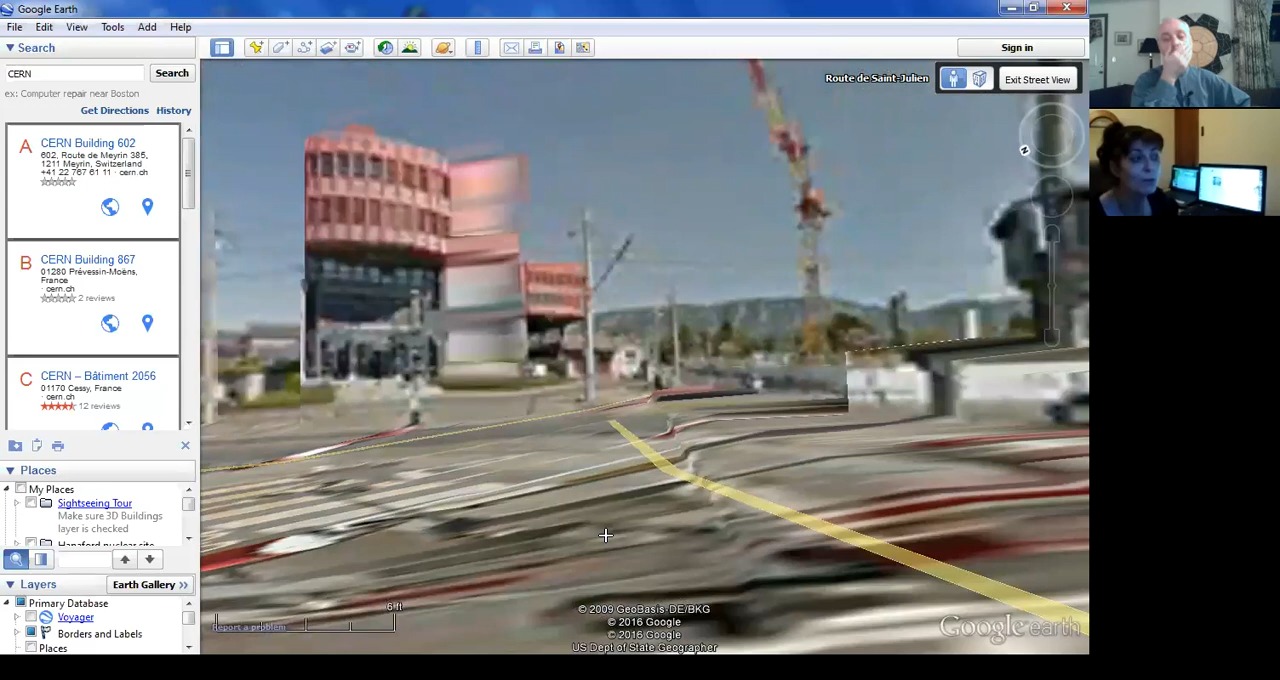 Google Earth
File Edit View Tools Add Help
Search
CERN
Search
ex: Computer repair near Boston
Get Directions History
A CERN Building 602
602, Route de Meyrin 385,
1211 Meyrin, Switzerland
+41 22 767 61 11 · cern.ch
B CERN Building 867
01280 Prévessin-Moëns,
France
· cern.ch
2 reviews
C CERN – Bâtiment 2056
01170 Cessy, France
· cern.ch
12 reviews
Places
My Places
Sightseeing Tour
Make sure 3D Buildings
layer is checked
Hanaford nuclear site
Layers
Earth Gallery »
Primary Database
Voyager
Borders and Labels
Places
Sign in
Route de Saint-Julien
Exit Street View
N
6 ft
Report a problem
© 2009 GeoBasis-DE/BKG
© 2016 Google
© 2016 Google
US Dept of State Geographer
Google earth